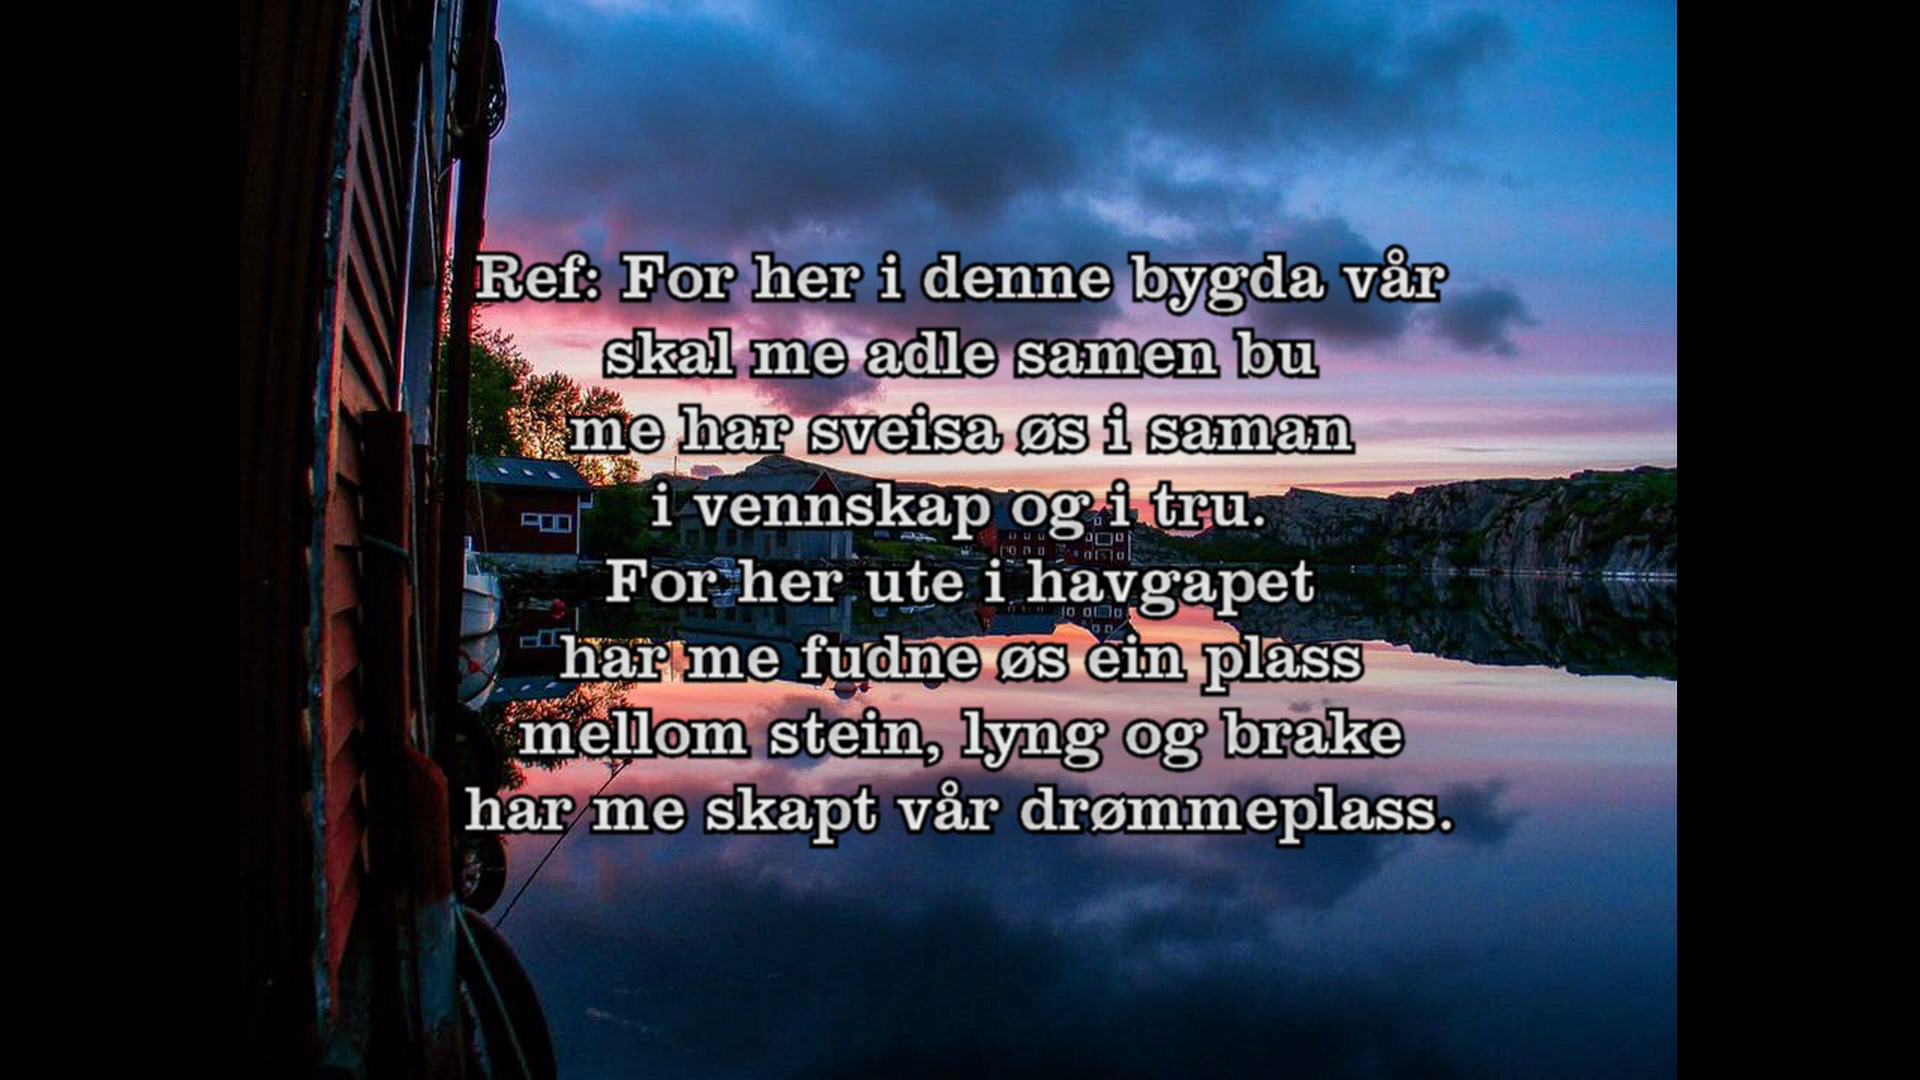 Ref: For her i denne bygda vår
skal me adle samen bu
me har sveisa øs i saman
i vennskap og i tru.
For her ute i havgapet
har me fudne øs ein plass
mellom stein, lyng og brake
har me skapt vår drømmeplass.